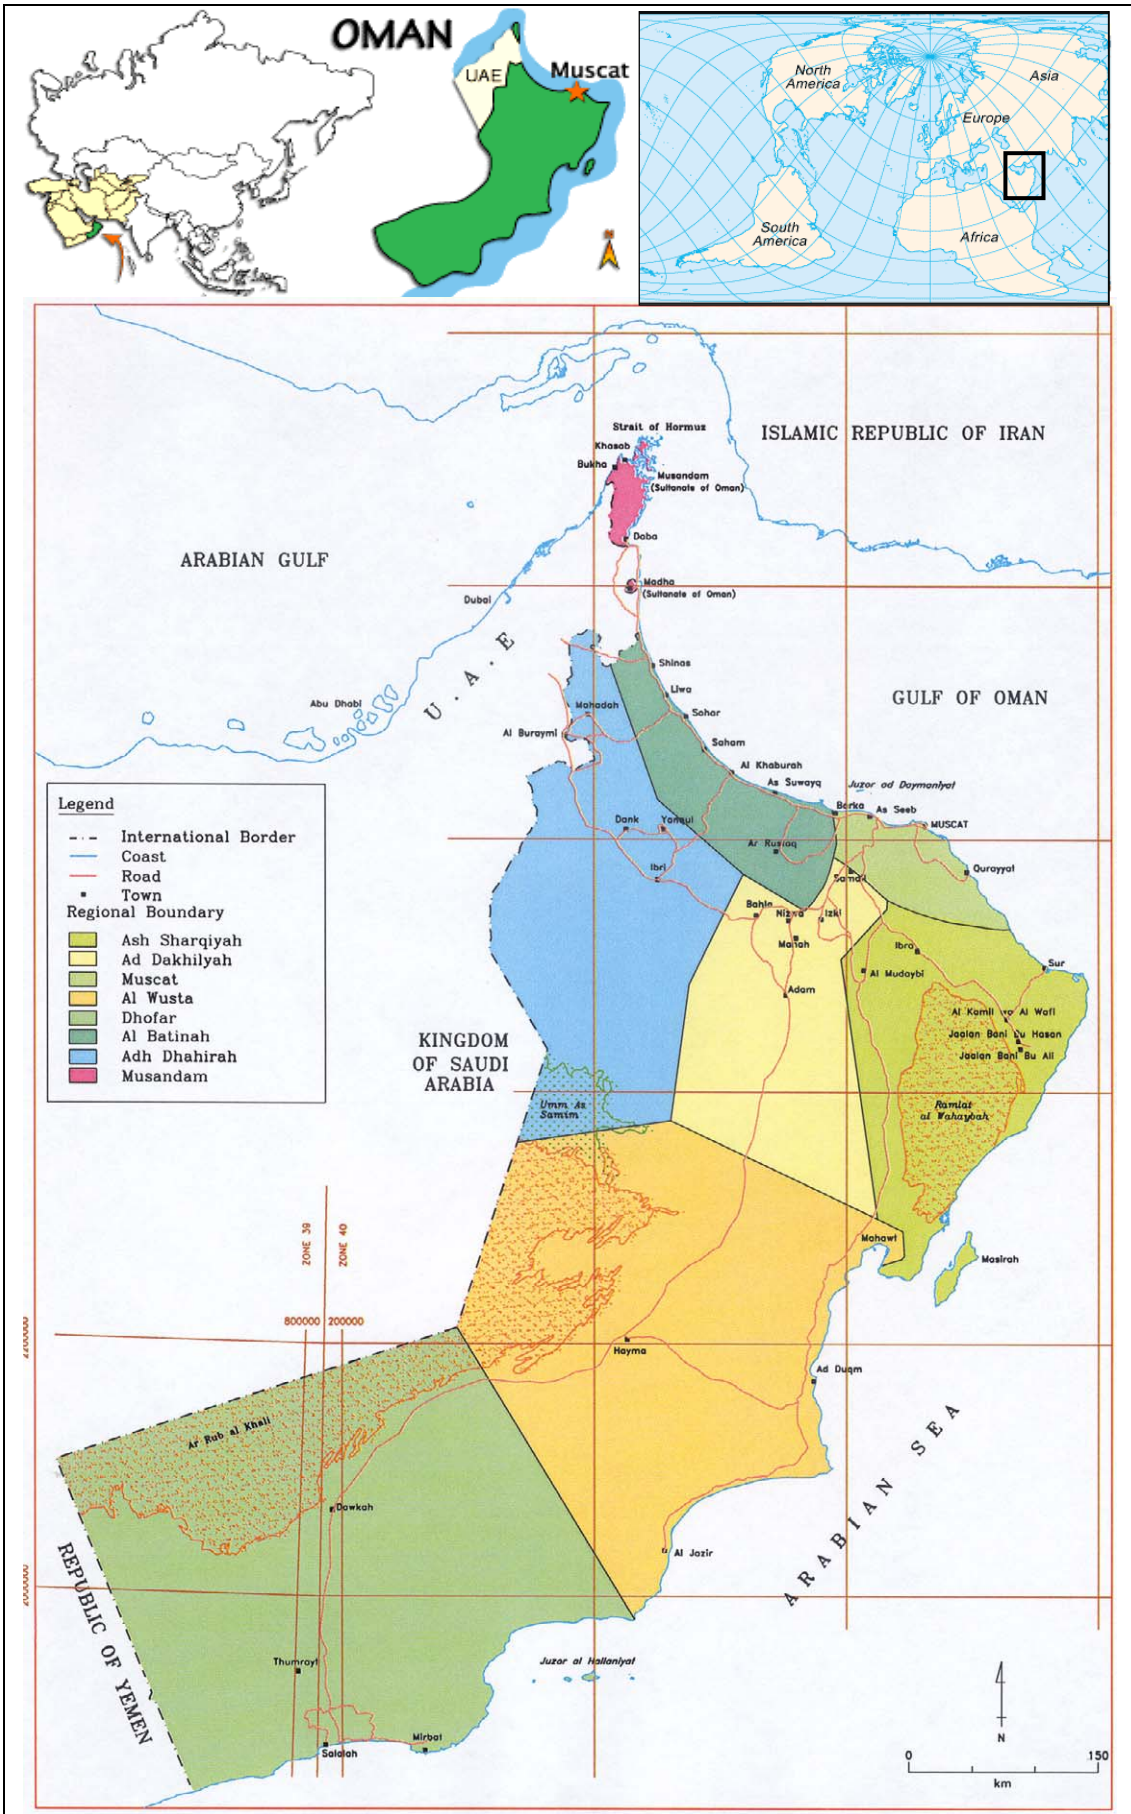 OMAN
UAE
Muscat
N
North
America
Asia
Europe
South
America
Africa
Strait of Hormuz
ISLAMIC REPUBLIC OF IRAN
Khasab
Bukha
Musandam
(Sultanate of Oman)
Daba
ARABIAN GULF
Madha
(Sultanate of Oman)
Dubai
U . A . E
Shinas
Liwa
GULF OF OMAN
Abu Dhabi
Mahadah
Sohar
Al Buraymi
Saham
Al Khaburah
As Suwayq
Juzor ad Daymaniyat
Barka
As Seeb
MUSCAT
Dank
Yanqul
Ar Rustaq
Ibri
Samail
Qurayyat
Legend
International Border
Coast
Road
Town
Regional Boundary
Ash Sharqiyah
Ad Dakhilyah
Muscat
Al Wusta
Dhofar
Al Batinah
Adh Dhahirah
Musandam
Bahla
Nizwa
Izki
Manah
Ibra
Al Mudaybi
Sur
Adam
Al Kamil wa Al Wafi
Jaalan Bani Bu Hasan
Jaalan Bani Bu Ali
KINGDOM
OF SAUDI
ARABIA
Umm As
Samim
Ramlat
al Wahaybah
Mahawt
Masirah
ZONE 39
ZONE 40
800000
200000
2200000
Hayma
Ad Duqm
Ar Rub al Khali
ARABIAN SEA
Dawkah
Al Jazir
2000000
REPUBLIC OF YEMEN
Thumrayt
Juzor al Hallaniyat
Salalah
Mirbat
N
0
150
km